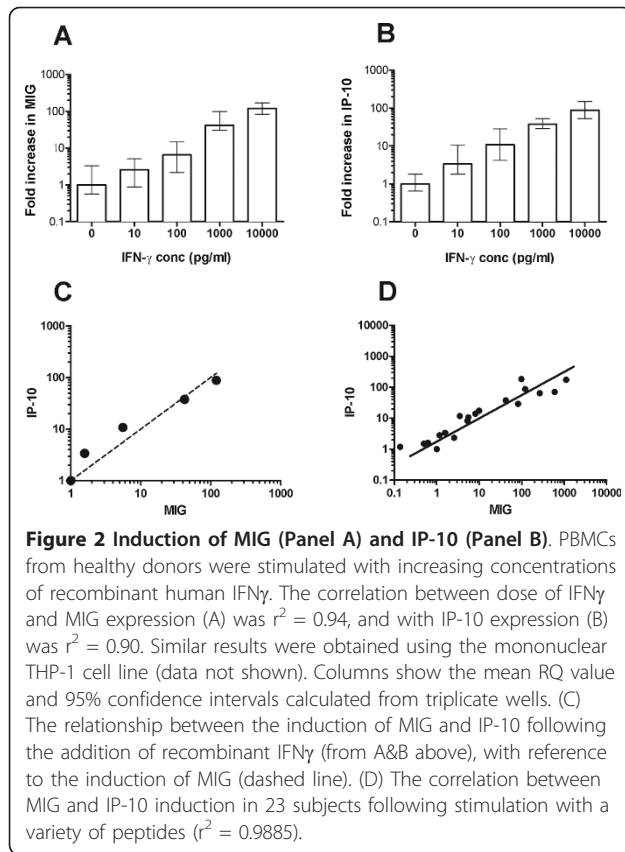 A
B
Fold increase in MIG
1000
100
10
1
0.1
0 10 100 1000 10000
IFN-γ conc (pg/ml)
Fold increase in IP-10
1000
100
10
1
0.1
0 10 100 1000 10000
IFN-γ conc (pg/ml)
C
D
IP-10
1000
100
10
1
1 10 100 1000
MIG
IP-10
10000
1000
100
10
1
0.1
0.1 1 10 100 1000 10000
MIG
Figure 2 Induction of MIG (Panel A) and IP-10 (Panel B). PBMCs
from healthy donors were stimulated with increasing concentrations
of recombinant human IFNγ. The correlation between dose of IFNγ
and MIG expression (A) was r² = 0.94, and with IP-10 expression (B)
was r² = 0.90. Similar results were obtained using the mononuclear
THP-1 cell line (data not shown). Columns show the mean RQ value
and 95% confidence intervals calculated from triplicate wells. (C)
The relationship between the induction of MIG and IP-10 following
the addition of recombinant IFNγ (from A&B above), with reference
to the induction of MIG (dashed line). (D) The correlation between
MIG and IP-10 induction in 23 subjects following stimulation with a
variety of peptides (r² = 0.9885).